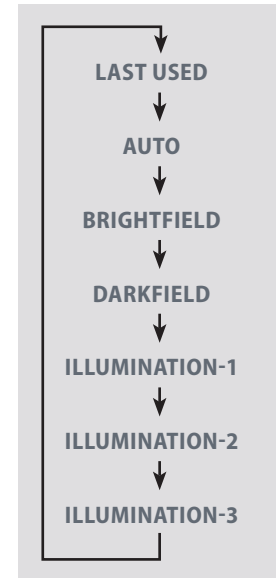 LAST USED
AUTO
BRIGHTFIELD
DARKFIELD
ILLUMINATION-1
ILLUMINATION-2
ILLUMINATION-3